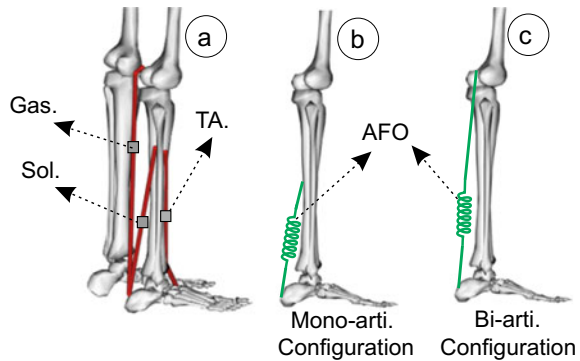 a
b
c
Gas.
TA.
AFO
Sol.
Mono-arti.
Configuration
Bi-arti.
Configuration